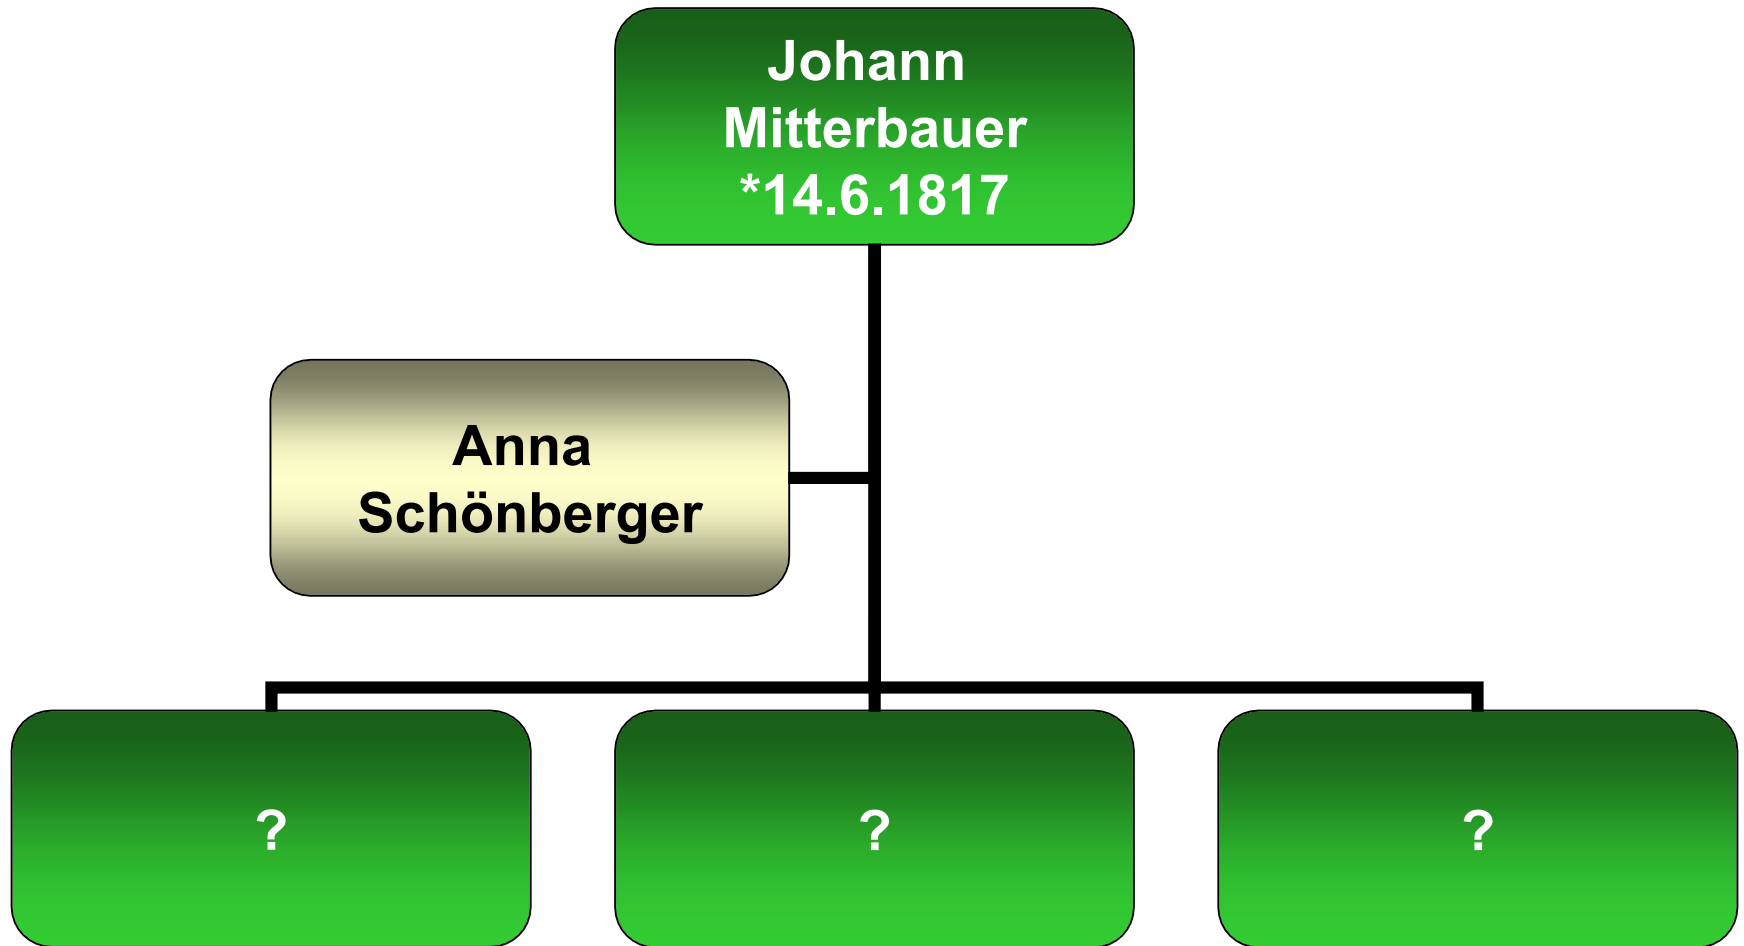 Johann
Mitterbauer
*14.6.1817
Anna
Schönberger
?
?
?